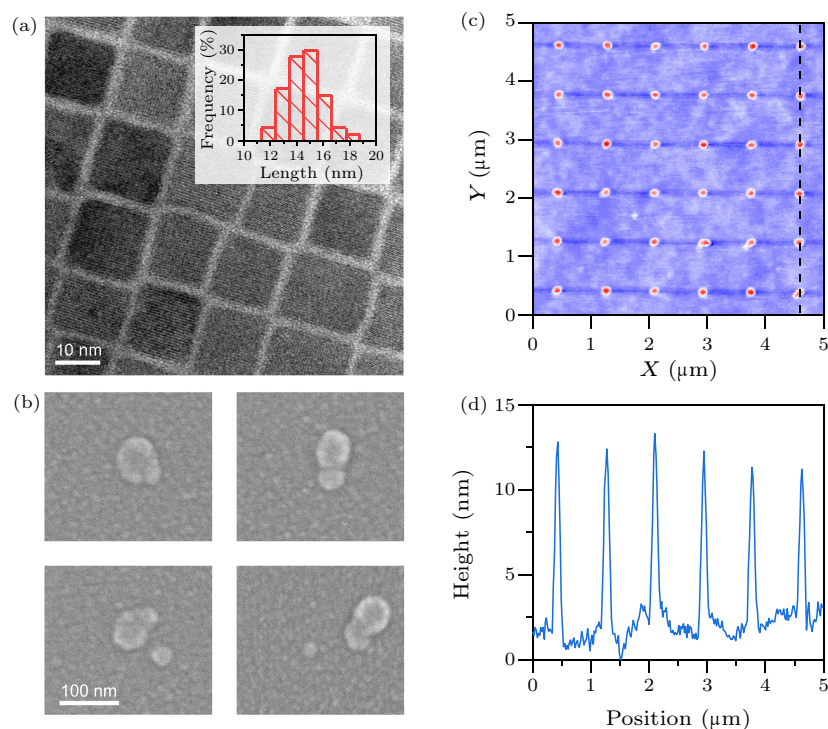 (a)
Frequency (%)
30
20
10
0
10 12 14 16 18 20
Length (nm)
10 nm
(b)
100 nm
(c)
Y (μm)
5
4
3
2
1
0
0 1 2 3 4 5
X (μm)
(d)
Height (nm)
15
10
5
0
0 1 2 3 4 5
Position (μm)